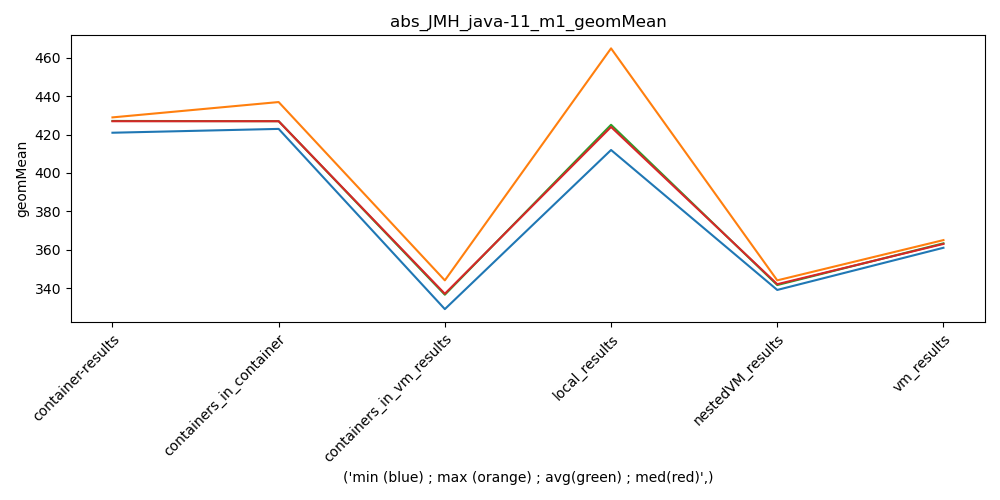 abs_JMH_java-11_m1_geomMean
geomMean
460
440
420
400
380
360
340
container-results
containers_in_container
containers_in_vm_results
local_results
nestedVM_results
vm_results
('min (blue) ; max (orange) ; avg(green) ; med(red)',)